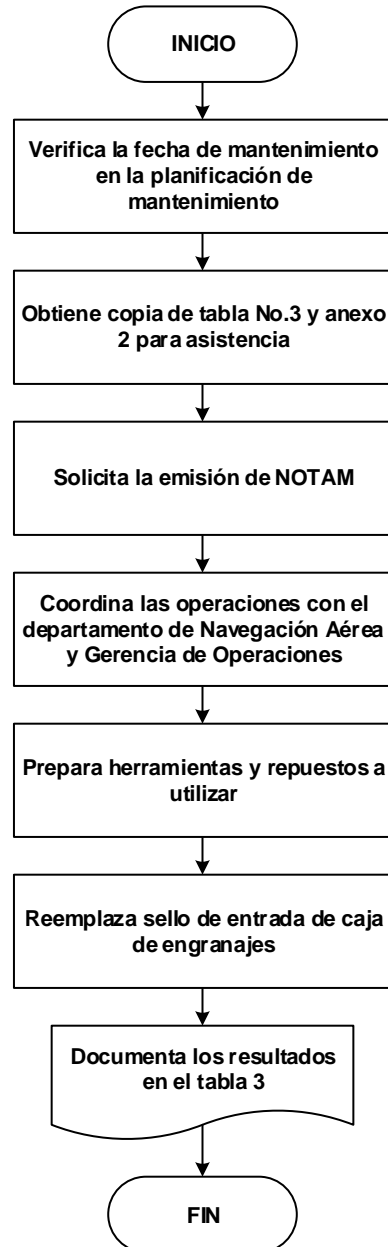 INICIO
Verifica la fecha de mantenimiento
en la planificación de
mantenimiento
Obtiene copia de tabla No.3 y anexo
2 para asistencia
Solicita la emisión de NOTAM
Coordina las operaciones con el
departamento de Navegación Aérea
y Gerencia de Operaciones
Prepara herramientas y repuestos a
utilizar
Reemplaza sello de entrada de caja
de engranajes
Documenta los resultados
en el tabla 3
FIN